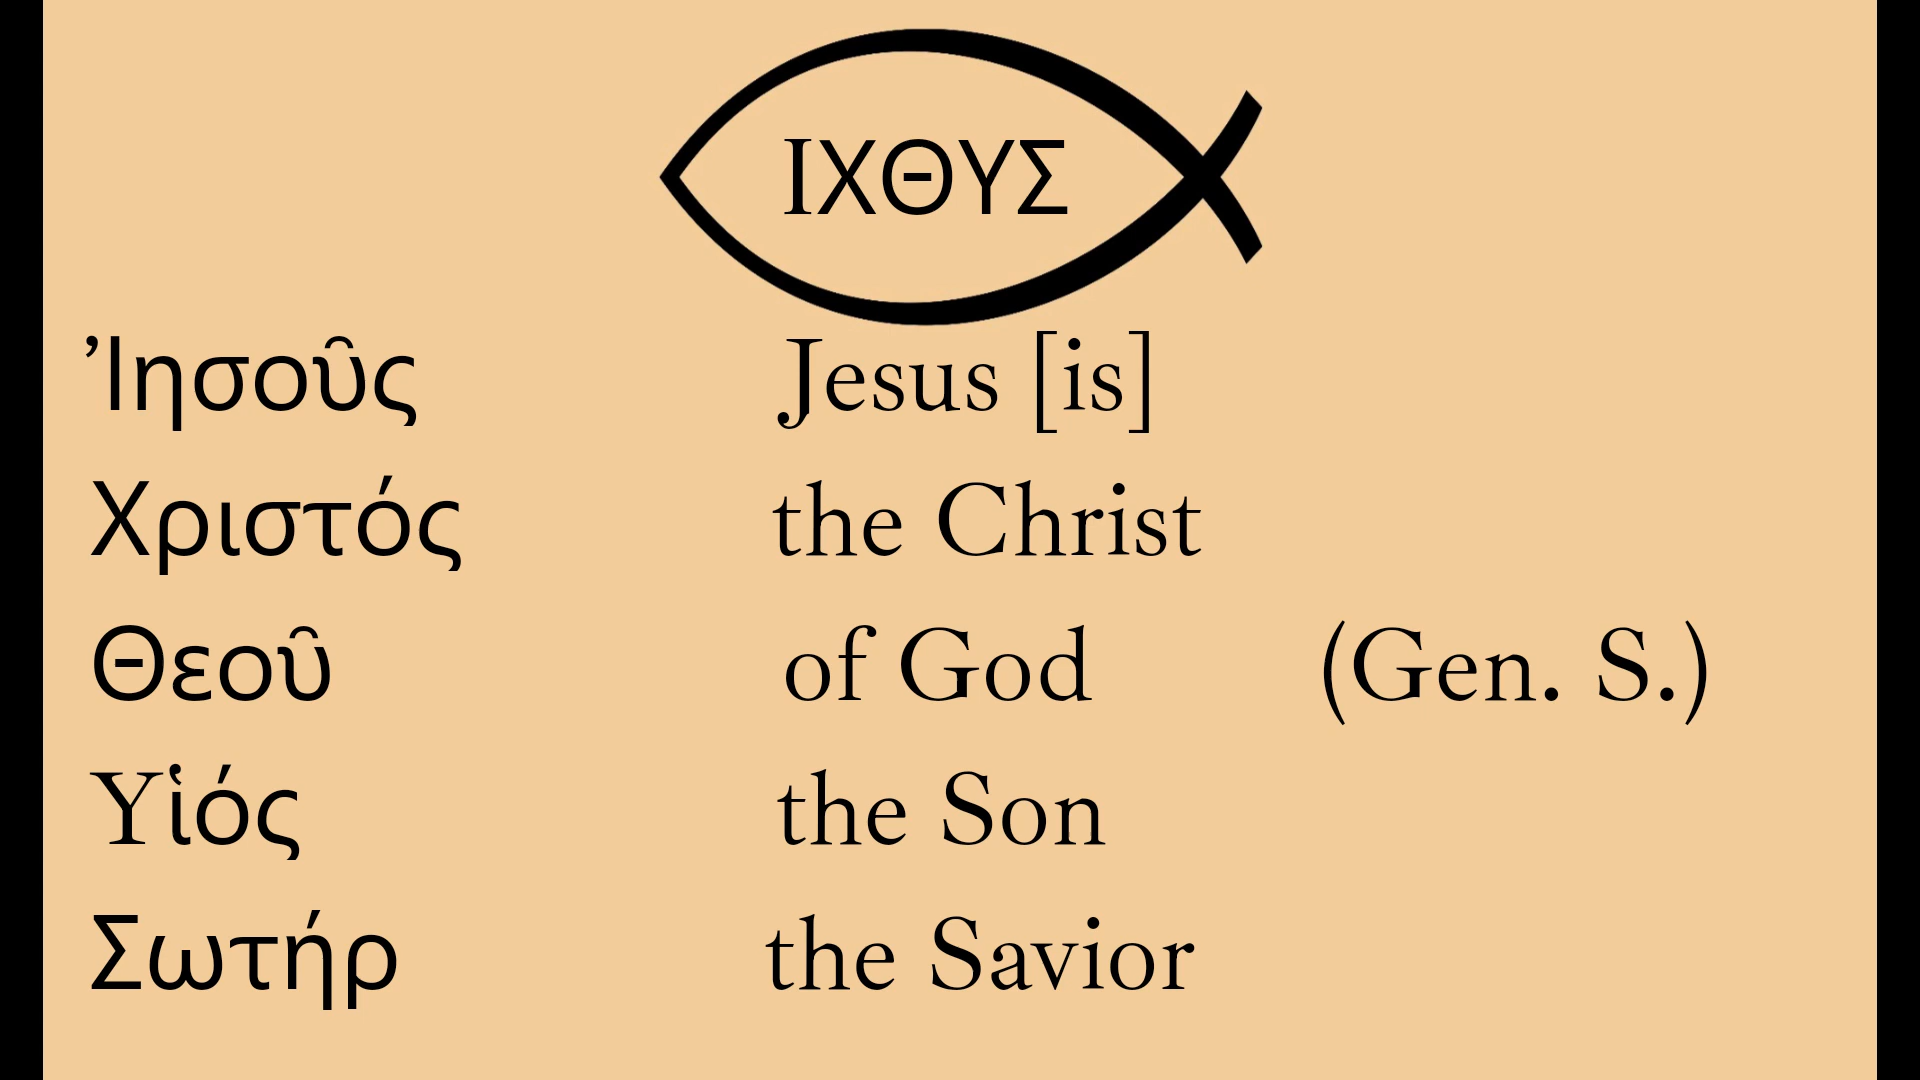 ΙΧΘΥΣ
Ἰησοῦς Jesus [is]
Χριστός the Christ
Θεοῦ of God (Gen. S.)
Υἱός the Son
Σωτήρ the Savior